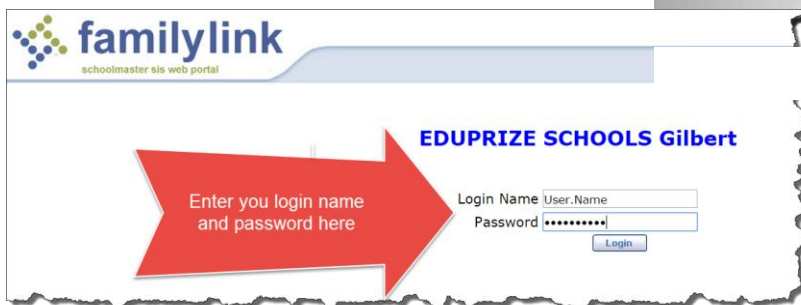 familylink
schoolmaster sis web portal
EDUPRIZE SCHOOLS Gilbert
Enter you login name
and password here
Login Name User.Name
Password ••••••••••
Login